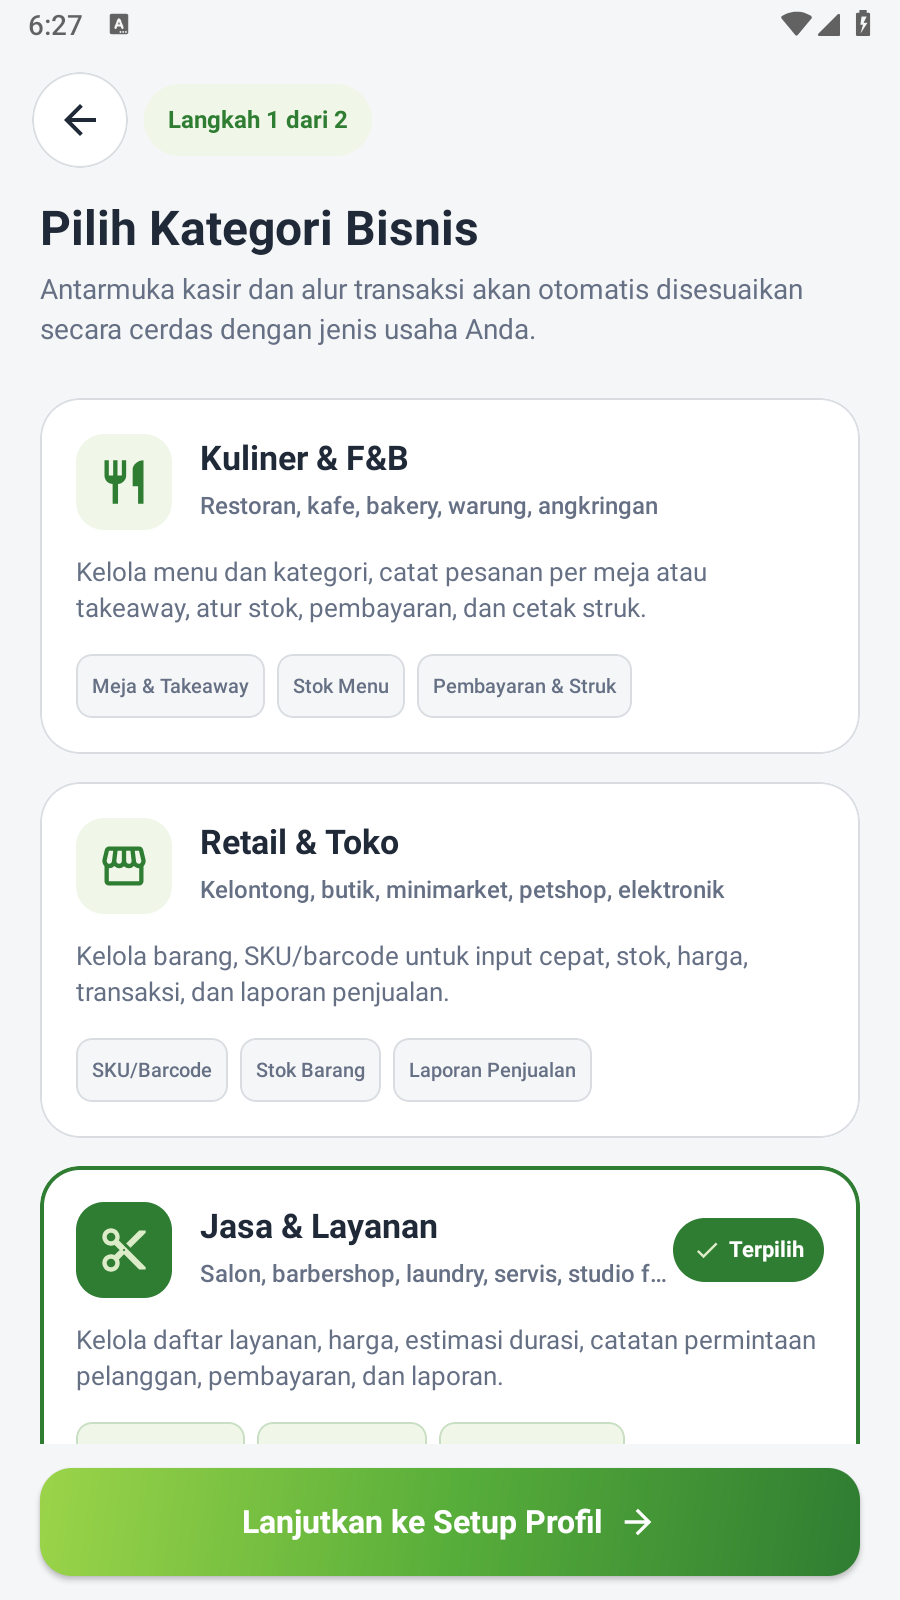 6:27
A
Langkah 1 dari 2
Pilih Kategori Bisnis
Antarmuka kasir dan alur transaksi akan otomatis disesuaikan
secara cerdas dengan jenis usaha Anda.
Kuliner & F&B
Restoran, kafe, bakery, warung, angkringan
Kelola menu dan kategori, catat pesanan per meja atau
takeaway, atur stok, pembayaran, dan cetak struk.
Meja & Takeaway
Stok Menu
Pembayaran & Struk
Retail & Toko
Kelontong, butik, minimarket, petshop, elektronik
Kelola barang, SKU/barcode untuk input cepat, stok, harga,
transaksi, dan laporan penjualan.
SKU/Barcode
Stok Barang
Laporan Penjualan
Jasa & Layanan
Salon, barbershop, laundry, servis, studio f...
Terpilih
Kelola daftar layanan, harga, estimasi durasi, catatan permintaan
pelanggan, pembayaran, dan laporan.
Lanjutkan ke Setup Profil